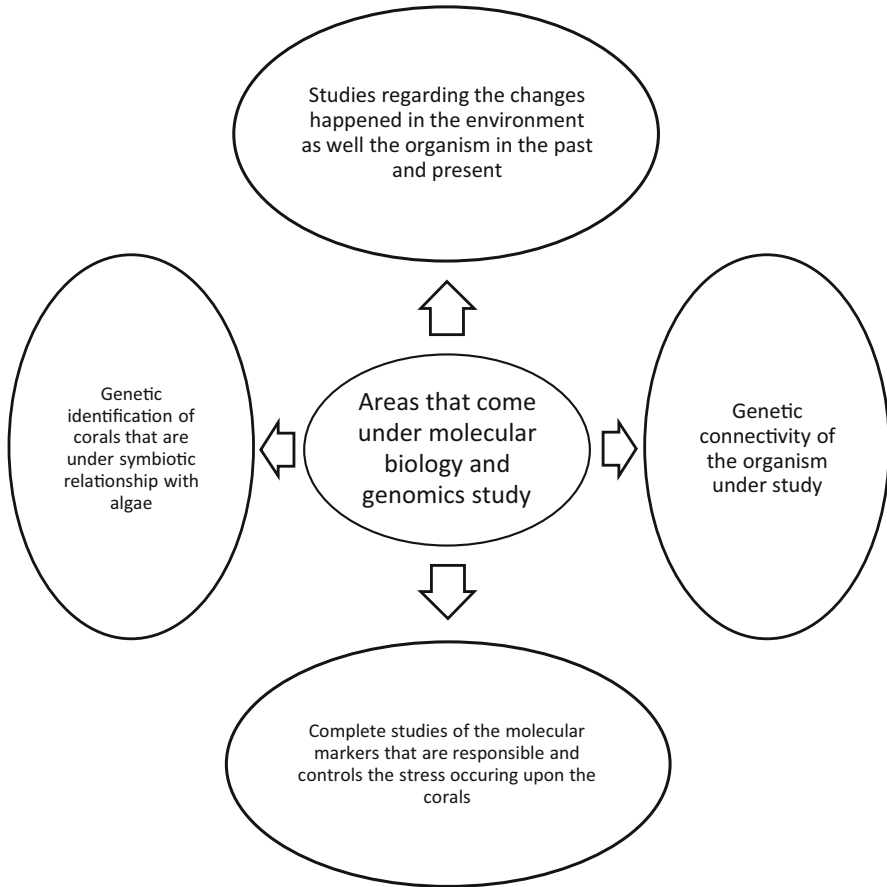 Studies regarding the changes
happened in the environment
as well the organism in the past
and present
Genetic
identification of
corals that are
under symbiotic
relationship with
algae
Areas that come
under molecular
biology and
genomics study
Genetic
connectivity of
the organism
under study
Complete studies of the molecular
markers that are responsible and
controls the stress occuring upon the
corals